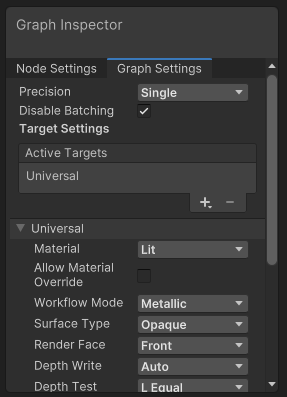 Graph Inspector
Node Settings Graph Settings
Precision Single
Disable Batching
Target Settings
Active Targets
Universal
Universal
Material Lit
Allow Material
Override
Workflow Mode Metallic
Surface Type Opaque
Render Face Front
Depth Write Auto
Depth Test L Equal